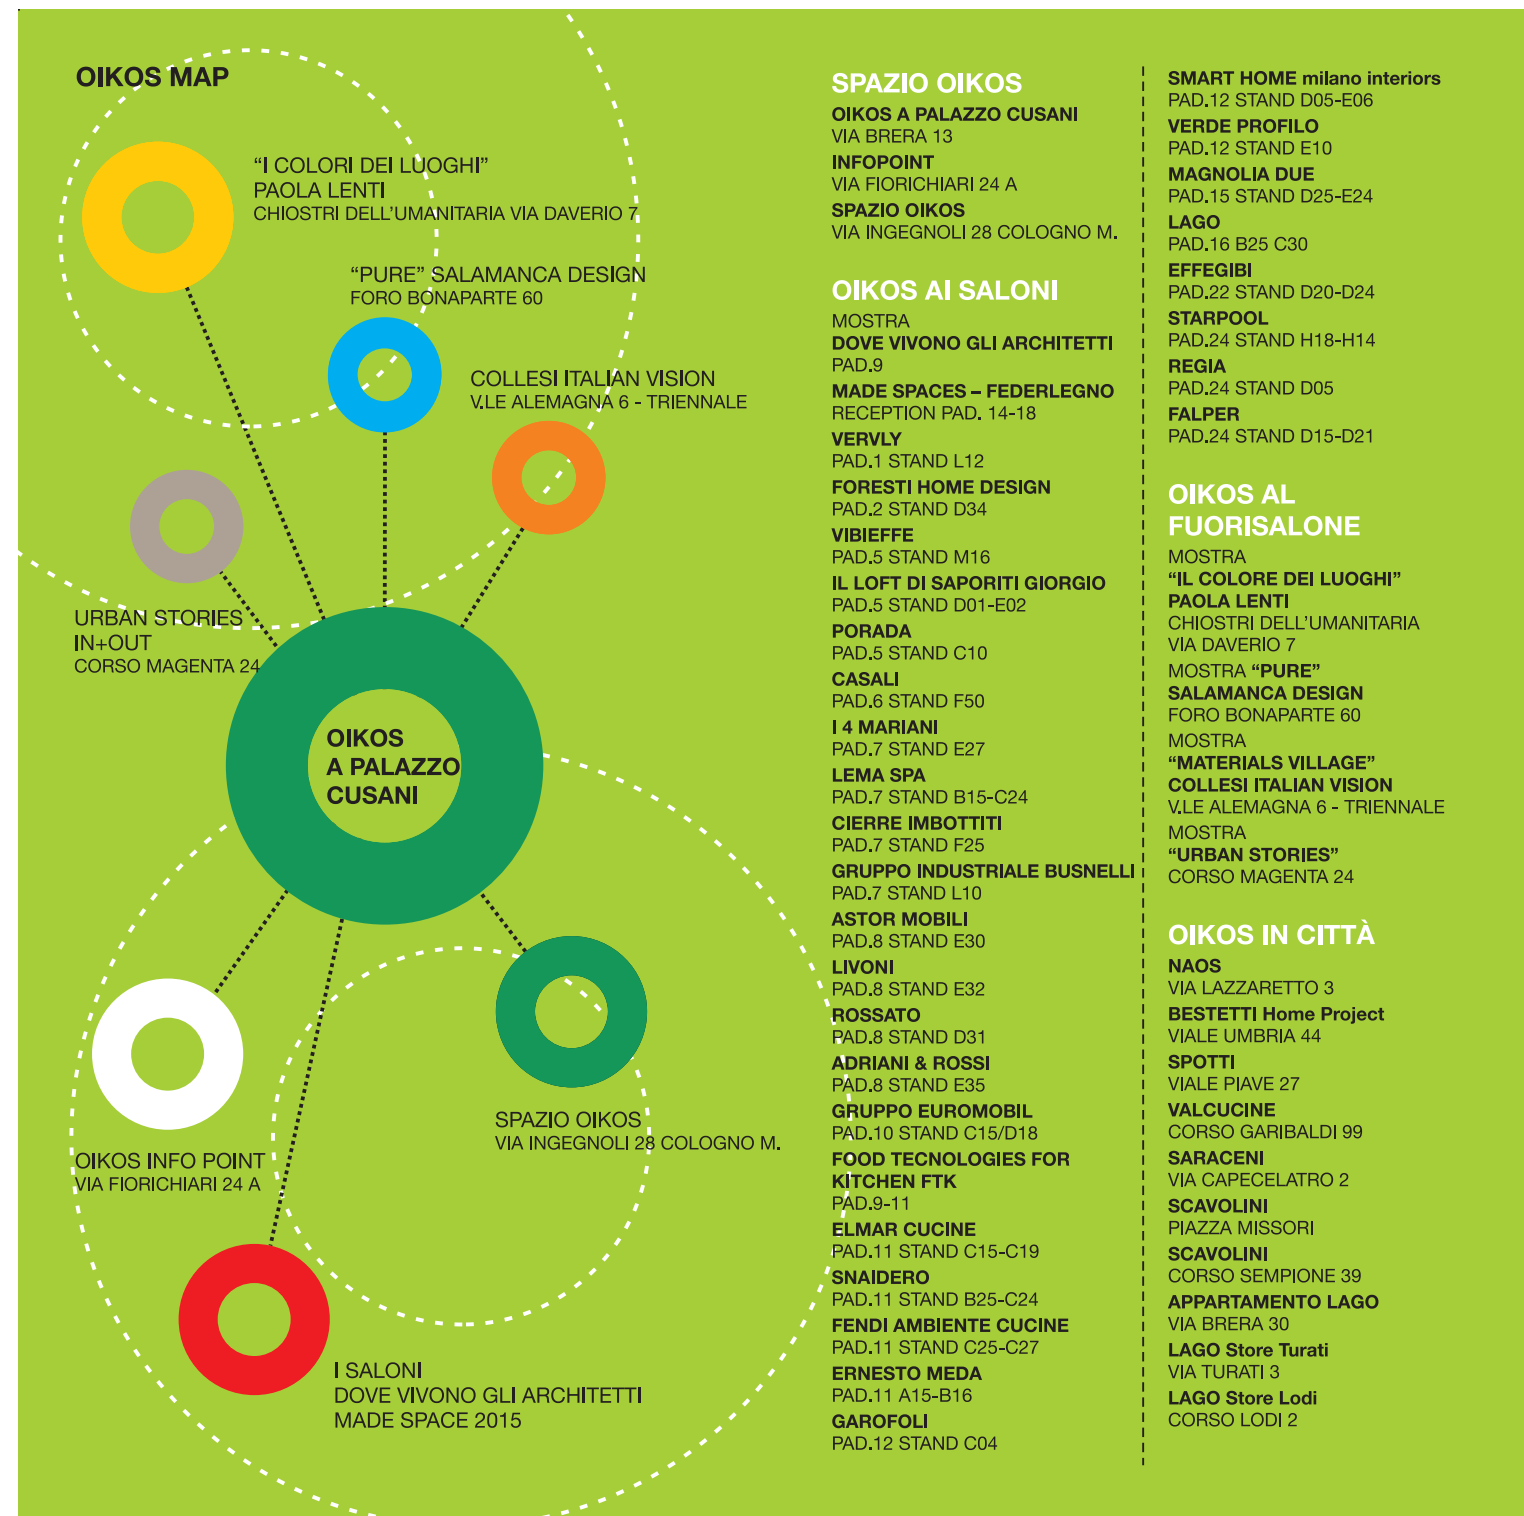 OIKOS MAP
“I COLORI DEI LUOGHI”
PAOLA LENTI
CHIOSTRI DELL’UMANITARIA VIA DAVERIO 7
“PURE” SALAMANCA DESIGN
FORO BONAPARTE 60
COLLESI ITALIAN VISION
V.LE ALEMAGNA 6 - TRIENNALE
URBAN STORIES
IN+OUT
CORSO MAGENTA 24
OIKOS
A PALAZZO
CUSANI
SPAZIO OIKOS
VIA INGEGNOLI 28 COLOGNO M.
OIKOS INFO POINT
VIA FIORICHIARI 24 A
I SALONI
DOVE VIVONO GLI ARCHITETTI
MADE SPACE 2015
SPAZIO OIKOS
OIKOS A PALAZZO CUSANI
VIA BRERA 13
INFOPOINT
VIA FIORICHIARI 24 A
SPAZIO OIKOS
VIA INGEGNOLI 28 COLOGNO M.
OIKOS AI SALONI
MOSTRA
DOVE VIVONO GLI ARCHITETTI
PAD.9
MADE SPACES – FEDERLEGNO
RECEPTION PAD. 14-18
VERVLY
PAD.1 STAND L12
FORESTI HOME DESIGN
PAD.2 STAND D34
VIBIEFFE
PAD.5 STAND M16
IL LOFT DI SAPORITI GIORGIO
PAD.5 STAND D01-E02
PORADA
PAD.5 STAND C10
CASALI
PAD.6 STAND F50
I 4 MARIANI
PAD.7 STAND E27
LEMA SPA
PAD.7 STAND B15-C24
CIERRE IMBOTTITI
PAD.7 STAND F25
GRUPPO INDUSTRIALE BUSNELLI
PAD.7 STAND L10
ASTOR MOBILI
PAD.8 STAND E30
LIVONI
PAD.8 STAND E32
ROSSATO
PAD.8 STAND D31
ADRIANI & ROSSI
PAD.8 STAND E35
GRUPPO EUROMOBIL
PAD.10 STAND C15/D18
FOOD TECNOLOGIES FOR
KITCHEN FTK
PAD.9-11
ELMAR CUCINE
PAD.11 STAND C15-C19
SNAIDERO
PAD.11 STAND B25-C24
FENDI AMBIENTE CUCINE
PAD.11 STAND C25-C27
ERNESTO MEDA
PAD.11 A15-B16
GAROFOLI
PAD.12 STAND C04
SMART HOME milano interiors
PAD.12 STAND D05-E06
VERDE PROFILO
PAD.12 STAND E10
MAGNOLIA DUE
PAD.15 STAND D25-E24
LAGO
PAD.16 B25 C30
EFFEGIBI
PAD.22 STAND D20-D24
STARPOOL
PAD.24 STAND H18-H14
REGIA
PAD.24 STAND D05
FALPER
PAD.24 STAND D15-D21
OIKOS AL
FUORISALONE
MOSTRA
“IL COLORE DEI LUOGHI”
PAOLA LENTI
CHIOSTRI DELL’UMANITARIA
VIA DAVERIO 7
MOSTRA “PURE”
SALAMANCA DESIGN
FORO BONAPARTE 60
MOSTRA
“MATERIALS VILLAGE”
COLLESI ITALIAN VISION
V.LE ALEMAGNA 6 - TRIENNALE
MOSTRA
“URBAN STORIES”
CORSO MAGENTA 24
OIKOS IN CITTÀ
NAOS
VIA LAZZARETTO 3
BESTETTI Home Project
VIALE UMBRIA 44
SPOTTI
VIALE PIAVE 27
VALCUCINE
CORSO GARIBALDI 99
SARACENI
VIA CAPECELATRO 2
SCAVOLINI
PIAZZA MISSORI
SCAVOLINI
CORSO SEMPIONE 39
APPARTAMENTO LAGO
VIA BRERA 30
LAGO Store Turati
VIA TURATI 3
LAGO Store Lodi
CORSO LODI 2